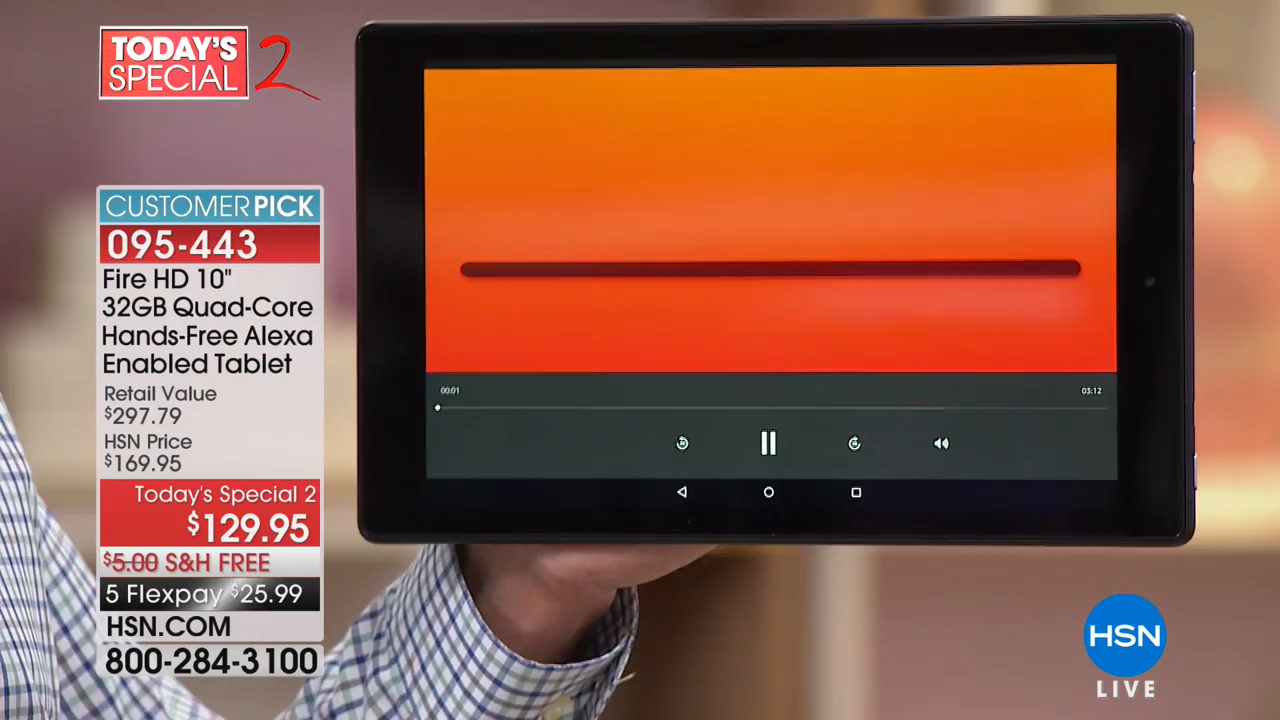 TODAY'S
SPECIAL 2
CUSTOMER PICK
095-443
Fire HD 10"
32GB Quad-Core
Hands-Free Alexa
Enabled Tablet
Retail Value
$297.79
HSN Price
$169.95
Today's Special 2
$129.95
$5.00 S&H FREE
5 Flexpay $25.99
HSN.COM
800-284-3100
00:01
03:12
HSN
LIVE